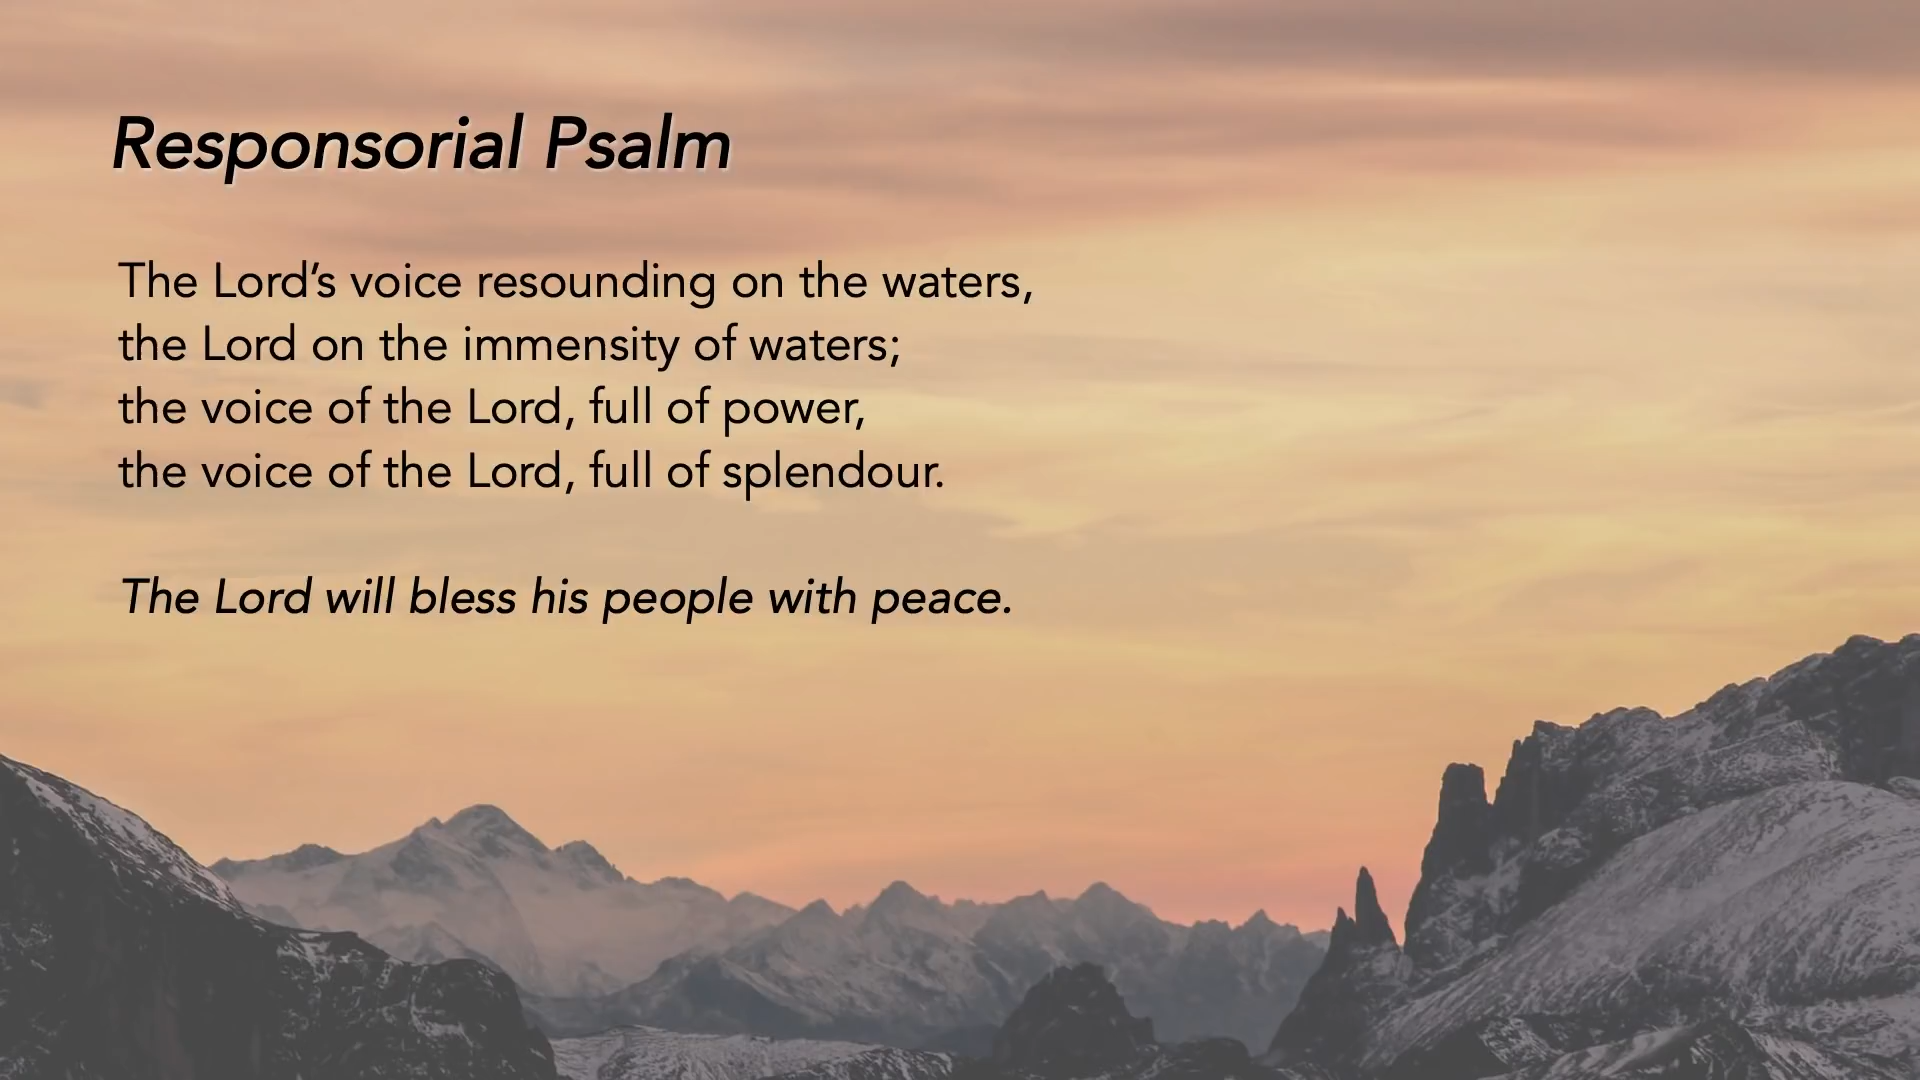 Responsorial Psalm
The Lord’s voice resounding on the waters,
the Lord on the immensity of waters;
the voice of the Lord, full of power,
the voice of the Lord, full of splendour.
The Lord will bless his people with peace.